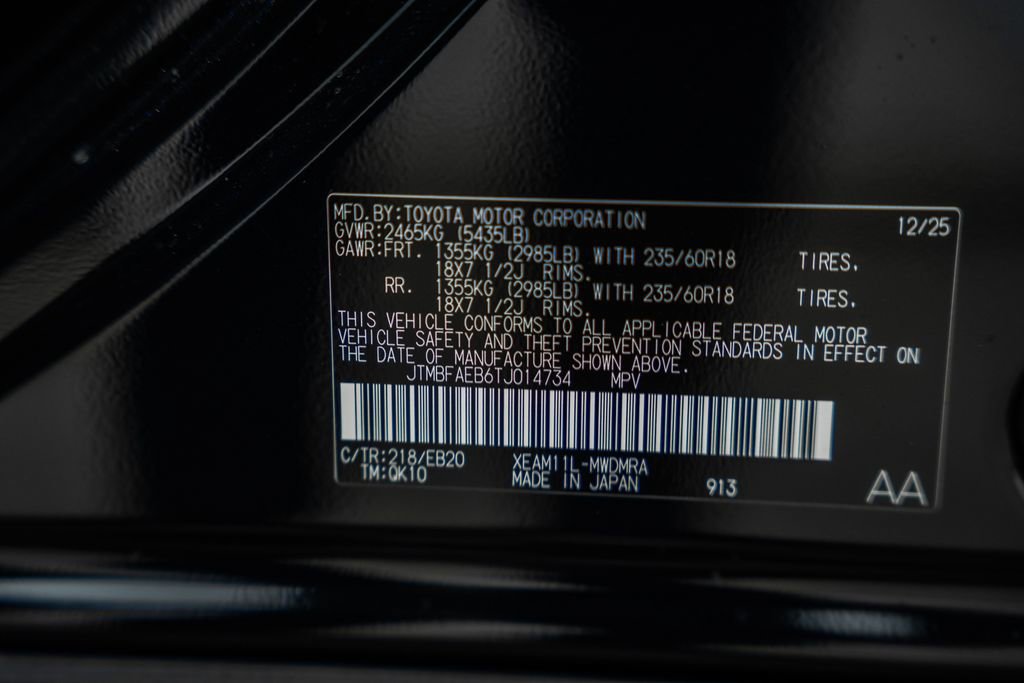 MFD.BY:TOYOTA MOTOR CORPORATION 12/25
GVWR:2465KG (5435LB)
GAWR:FRT. 1355KG (2985LB) WITH 235/60R18 TIRES.
18X7 1/2J RIMS.
RR. 1355KG (2985LB) WITH 235/60R18 TIRES.
18X7 1/2J RIMS.
THIS VEHICLE CONFORMS TO ALL APPLICABLE FEDERAL MOTOR
VEHICLE SAFETY AND THEFT PREVENTION STANDARDS IN EFFECT ON
THE DATE OF MANUFACTURE SHOWN ABOVE.
JTMBFAEB6TJ014734 MPV
C/TR:218/EB20 XEAM11L-MWDMRA
TM:QK10 MADE IN JAPAN 913
AA